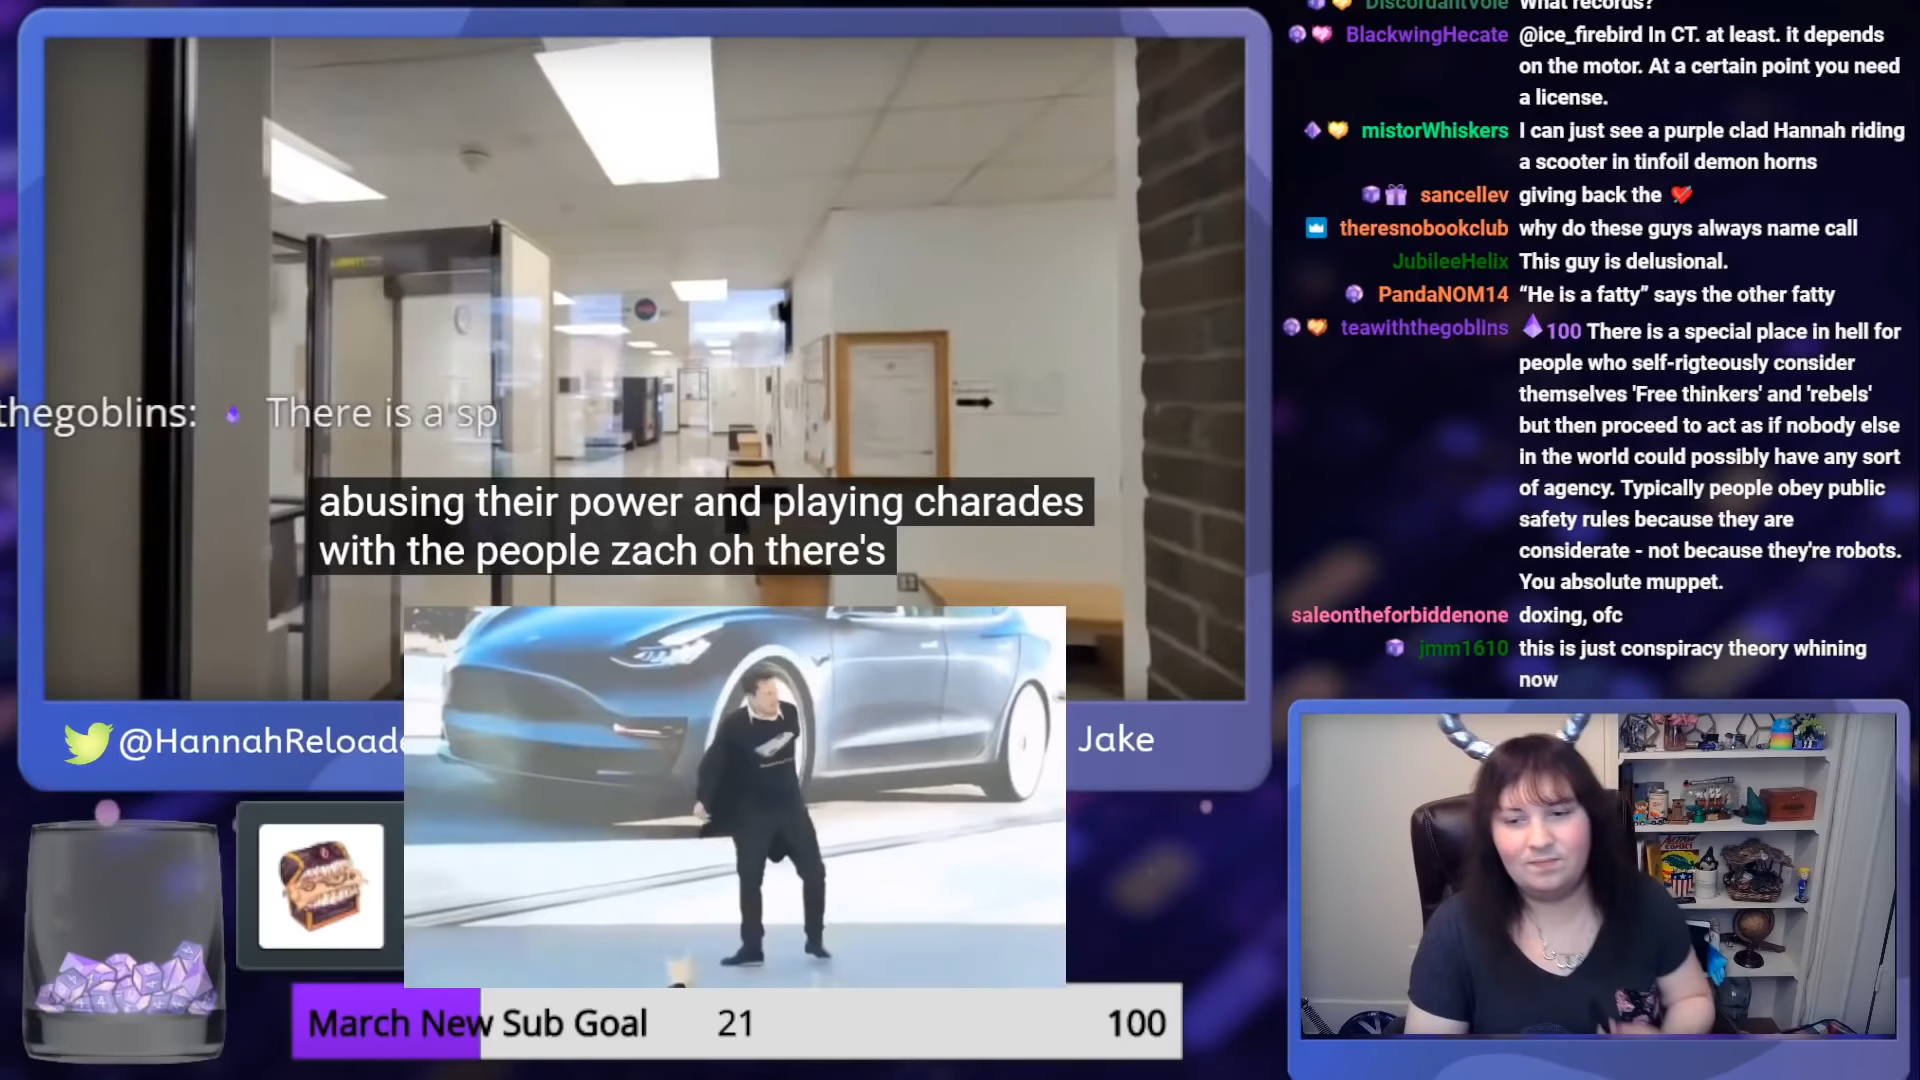 DiscordantVole What records?
BlackwingHecate @ice_firebird In CT. at least. it depends
on the motor. At a certain point you need
a license.
mistorWhiskers I can just see a purple clad Hannah riding
a scooter in tinfoil demon horns
sancellev giving back the
theresnobookclub why do these guys always name call
JubileeHelix This guy is delusional.
PandaNOM14 “He is a fatty” says the other fatty
teawiththegoblins 100 There is a special place in hell for
people who self-rigteously consider
themselves 'Free thinkers' and 'rebels'
but then proceed to act as if nobody else
in the world could possibly have any sort
of agency. Typically people obey public
safety rules because they are
considerate - not because they're robots.
You absolute muppet.
saleontheforbiddenone doxing, ofc
jmm1610 this is just conspiracy theory whining
now
thegoblins: There is a sp
abusing their power and playing charades
with the people zach oh there's
@HannahReloade
Jake
March New Sub Goal 21 100